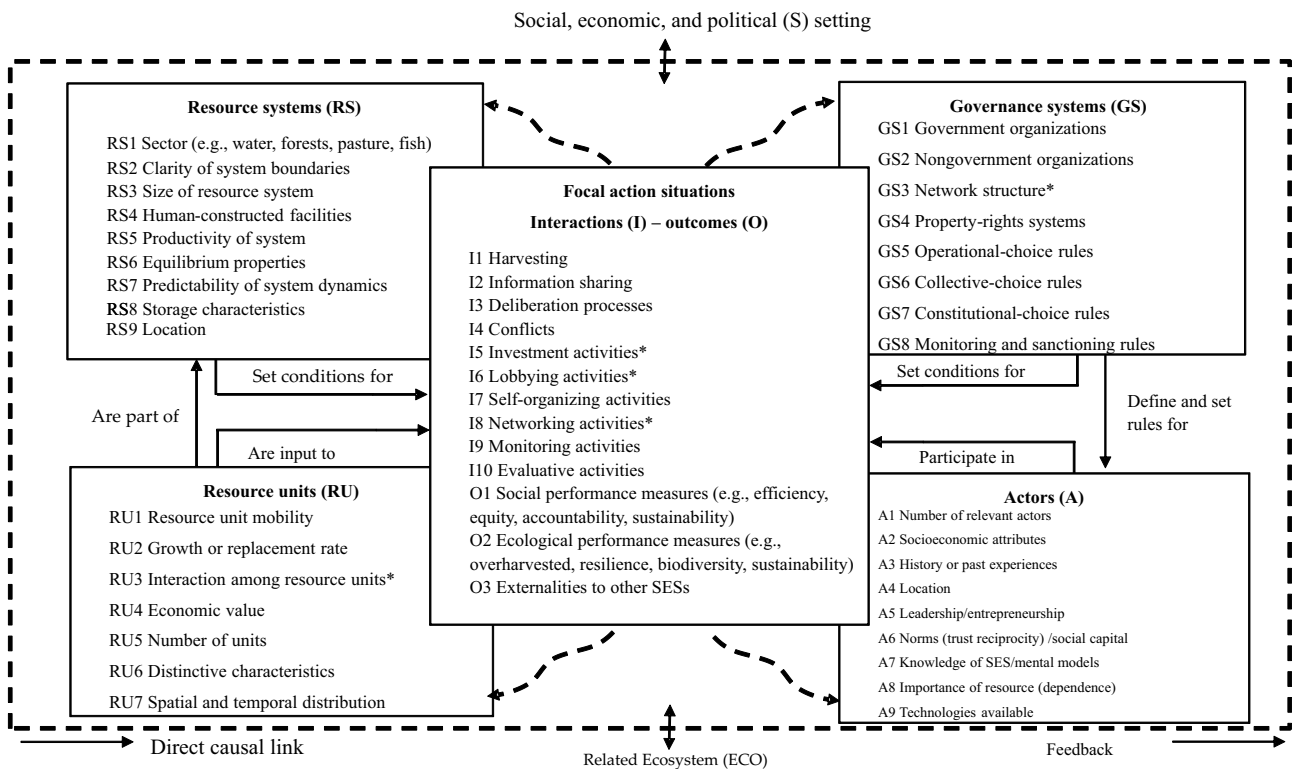 Social, economic, and political (S) setting
Resource systems (RS)
RS1 Sector (e.g., water, forests, pasture, fish)
RS2 Clarity of system boundaries
RS3 Size of resource system
RS4 Human-constructed facilities
RS5 Productivity of system
RS6 Equilibrium properties
RS7 Predictability of system dynamics
RS8 Storage characteristics
RS9 Location
Governance systems (GS)
GS1 Government organizations
GS2 Nongovernment organizations
GS3 Network structure*
GS4 Property-rights systems
GS5 Operational-choice rules
GS6 Collective-choice rules
GS7 Constitutional-choice rules
GS8 Monitoring and sanctioning rules
Focal action situations
Interactions (I) – outcomes (O)
I1 Harvesting
I2 Information sharing
I3 Deliberation processes
I4 Conflicts
I5 Investment activities*
I6 Lobbying activities*
I7 Self-organizing activities
I8 Networking activities*
I9 Monitoring activities
I10 Evaluative activities
O1 Social performance measures (e.g., efficiency,
equity, accountability, sustainability)
O2 Ecological performance measures (e.g.,
overharvested, resilience, biodiversity, sustainability)
O3 Externalities to other SESs
Set conditions for
Are part of
Are input to
Set conditions for
Define and set
rules for
Participate in
Resource units (RU)
RU1 Resource unit mobility
RU2 Growth or replacement rate
RU3 Interaction among resource units*
RU4 Economic value
RU5 Number of units
RU6 Distinctive characteristics
RU7 Spatial and temporal distribution
Actors (A)
A1 Number of relevant actors
A2 Socioeconomic attributes
A3 History or past experiences
A4 Location
A5 Leadership/entrepreneurship
A6 Norms (trust reciprocity) /social capital
A7 Knowledge of SES/mental models
A8 Importance of resource (dependence)
A9 Technologies available
Direct causal link
Related Ecosystem (ECO)
Feedback